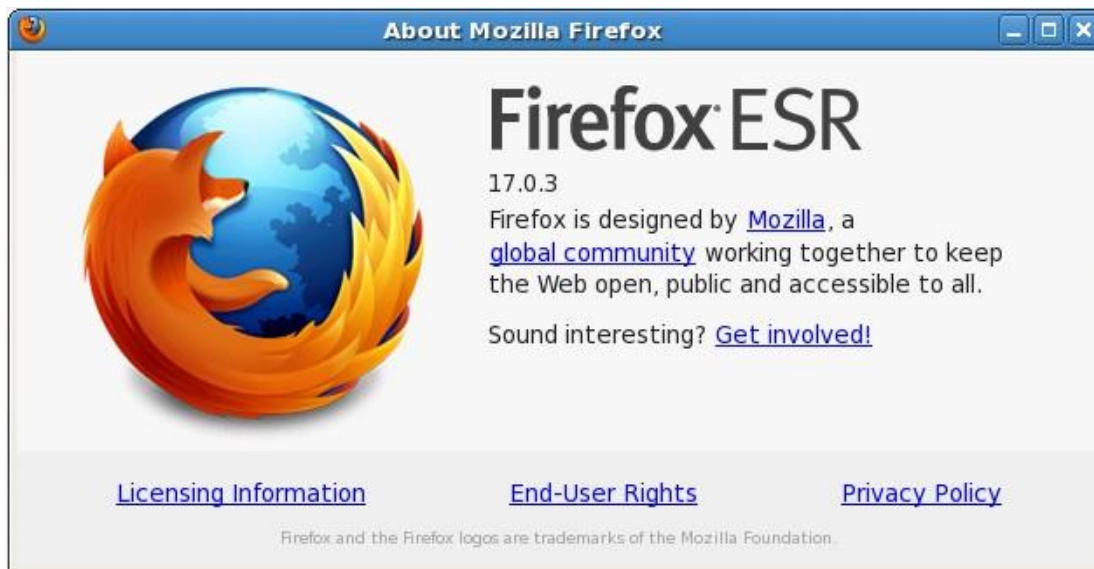 About Mozilla Firefox
Firefox ESR
17.0.3
Firefox is designed by Mozilla, a
global community working together to keep
the Web open, public and accessible to all.
Sound interesting? Get involved!
Licensing Information End-User Rights Privacy Policy
Firefox and the Firefox logos are trademarks of the Mozilla Foundation.